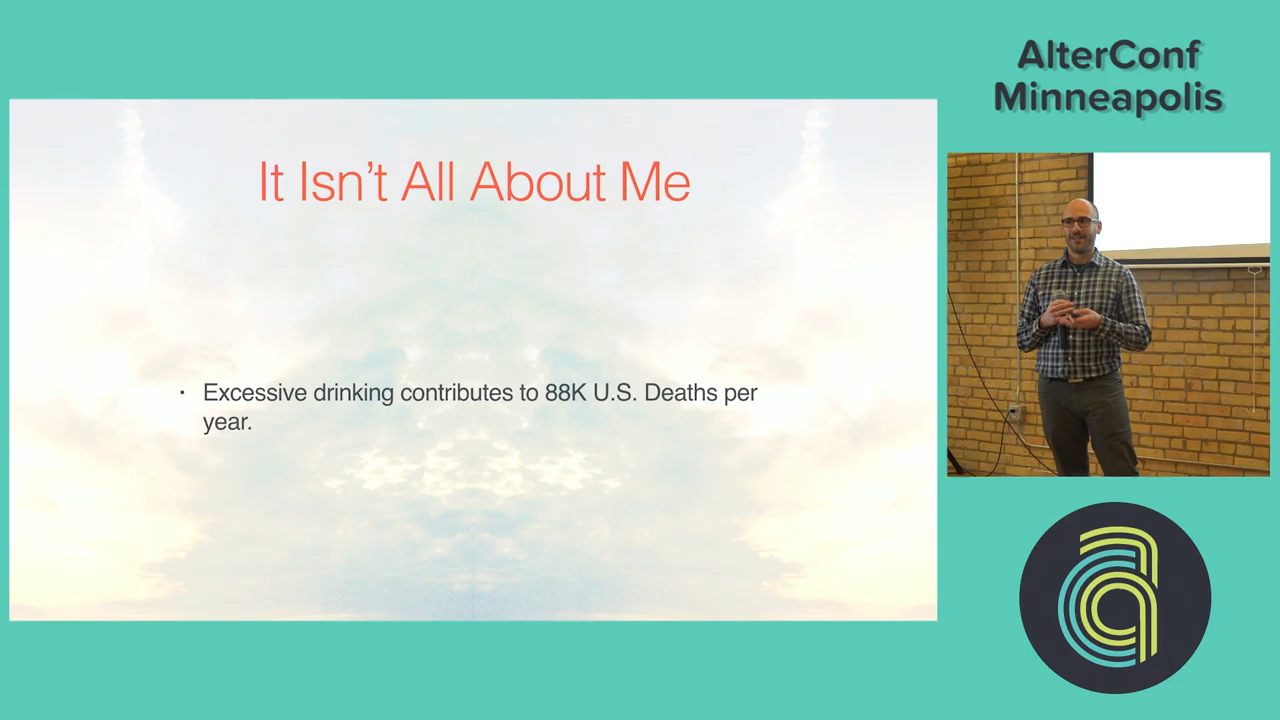 AlterConf
Minneapolis
It Isn’t All About Me
· Excessive drinking contributes to 88K U.S. Deaths per
year.